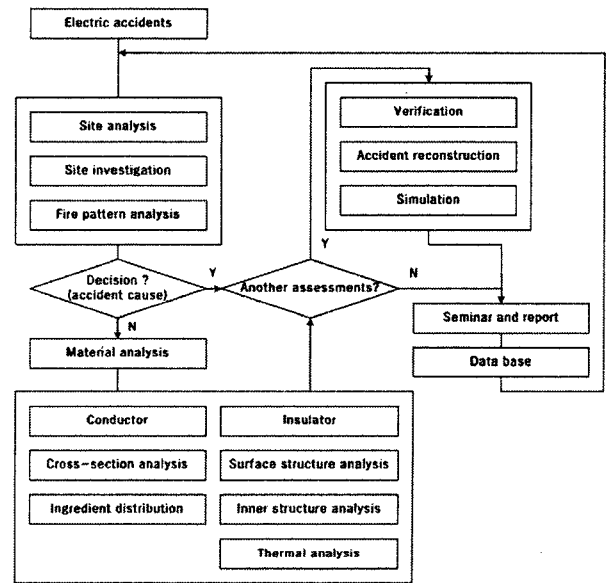 Electric accidents
Site analysis
Site investigation
Fire pattern analysis
Decision ?
(accident cause)
Y
N
Material analysis
Conductor
Cross-section analysis
Ingredient distribution
Insulator
Surface structure analysis
Inner structure analysis
Thermal analysis
Another assessments?
Y
N
Verification
Accident reconstruction
Simulation
Seminar and report
Data base